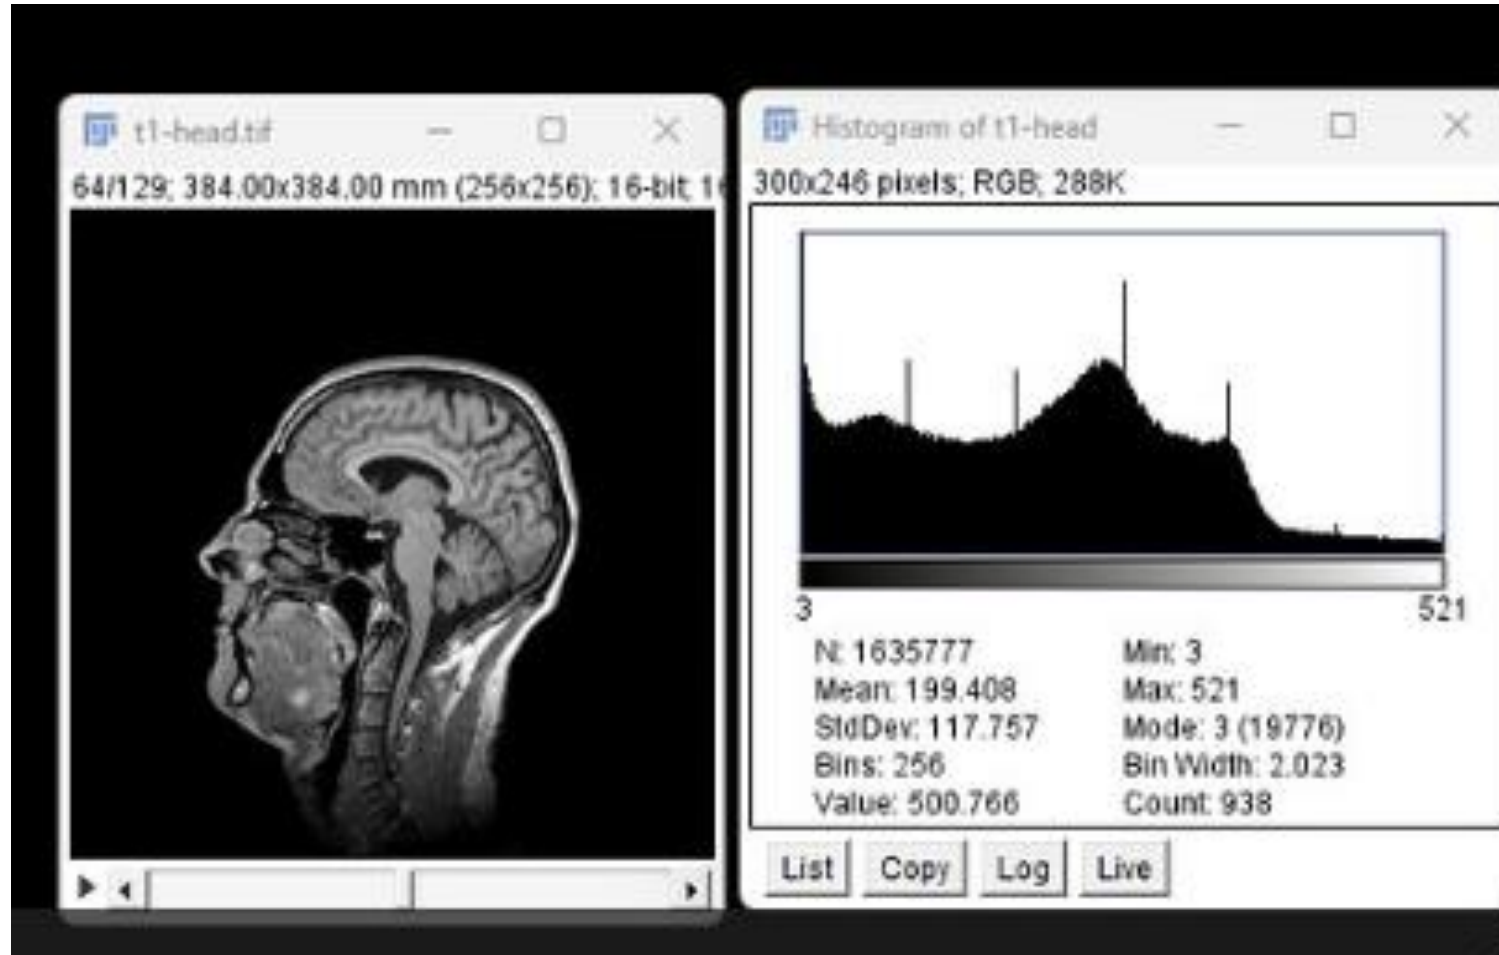 t1-head.tif
64/129; 384.00x384.00 mm (256x256); 16-bit;
Histogram of t1-head
300x246 pixels; RGB; 288K
3 521
N: 1635777 Min: 3
Mean: 199.408 Max: 521
StdDev: 117.757 Mode: 3 (19776)
Bins: 256 Bin Width: 2.023
Value: 500.766 Count: 938
List Copy Log Live